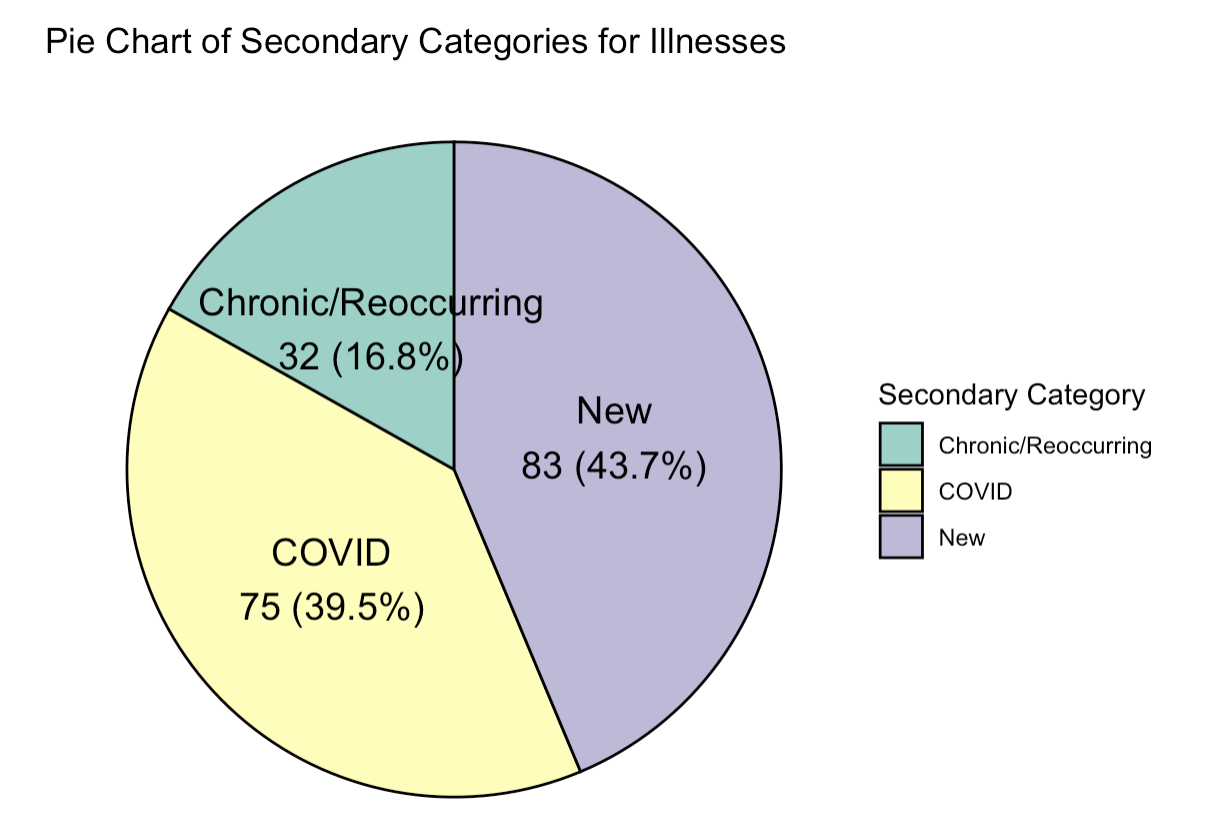 Pie Chart of Secondary Categories for Illnesses
Chronic/Reoccurring
32 (16.8%)
New
83 (43.7%)
COVID
75 (39.5%)
Secondary Category
Chronic/Reoccurring
COVID
New